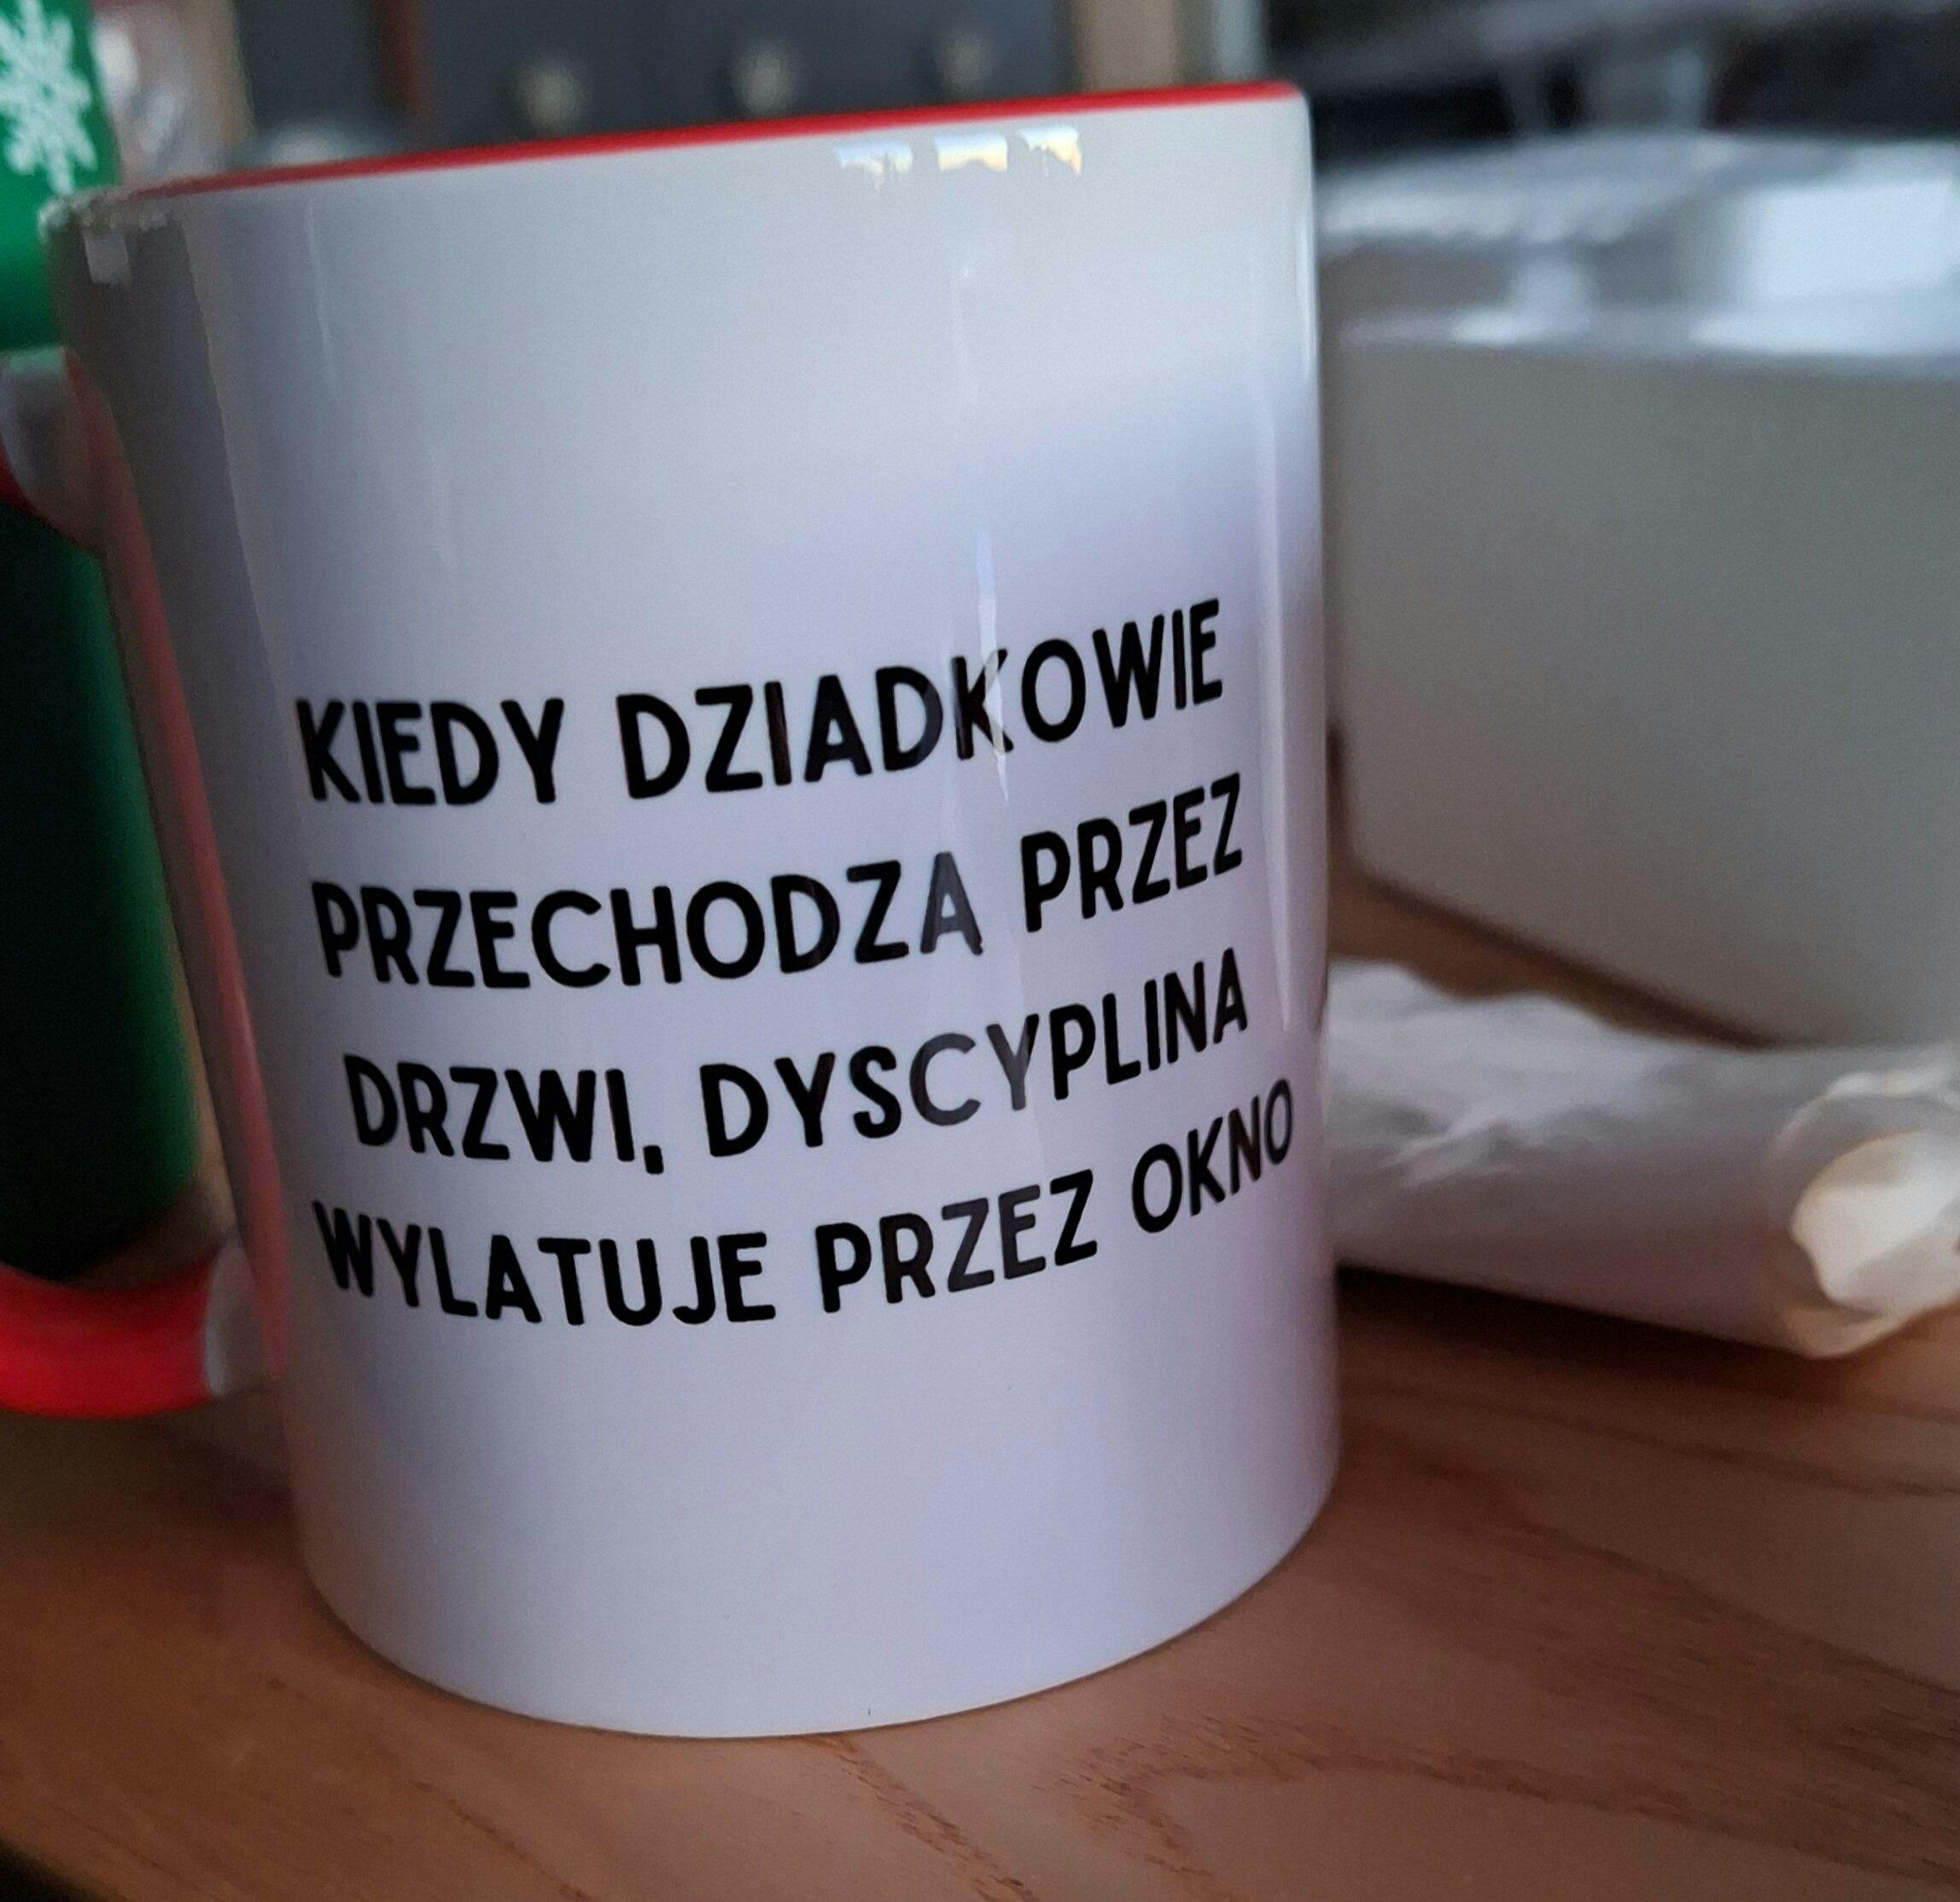 KIEDY DZIADKOWIE
PRZECHODZĄ PRZEZ
DRZWI, DYSCYPLINA
WYLATUJE PRZEZ OKNO